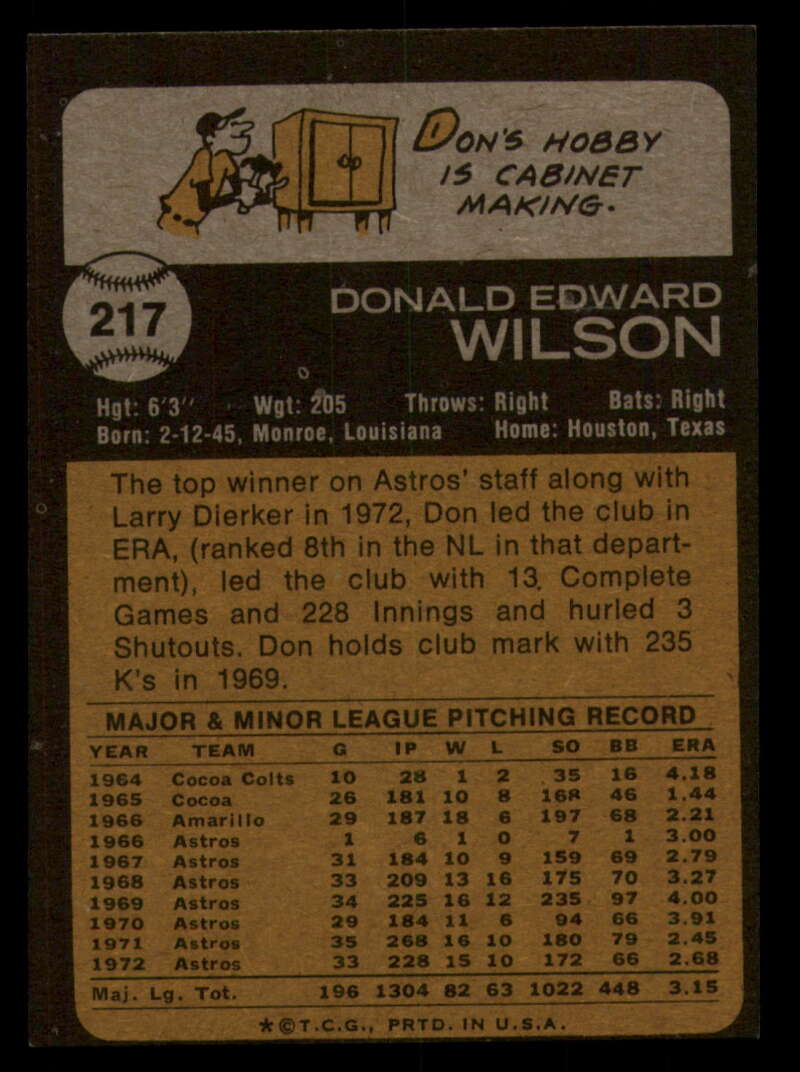 DON'S HOBBY
IS CABINET
MAKING.
217
DONALD EDWARD
WILSON
Hgt: 6'3" Wgt: 205 Throws: Right Bats: Right
Born: 2-12-45, Monroe, Louisiana Home: Houston, Texas
The top winner on Astros' staff along with
Larry Dierker in 1972, Don led the club in
ERA, (ranked 8th in the NL in that depart-
ment), led the club with 13 Complete
Games and 228 Innings and hurled 3
Shutouts. Don holds club mark with 235
K's in 1969.
MAJOR & MINOR LEAGUE PITCHING RECORD
YEAR TEAM G IP W L SO BB ERA
1964 Cocoa Colts 10 28 1 2 35 16 4.18
1965 Cocoa 26 181 10 8 168 46 1.44
1966 Amarillo 29 187 18 6 197 68 2.21
1966 Astros 1 6 1 0 7 1 3.00
1967 Astros 31 184 10 9 159 69 2.79
1968 Astros 33 209 13 16 175 70 3.27
1969 Astros 34 225 16 12 235 97 4.00
1970 Astros 29 184 11 6 94 66 3.91
1971 Astros 35 268 16 10 180 79 2.45
1972 Astros 33 228 15 10 172 66 2.68
Maj. Lg. Tot. 196 1304 82 63 1022 448 3.15
★©T.C.G., PRTD. IN U.S.A.